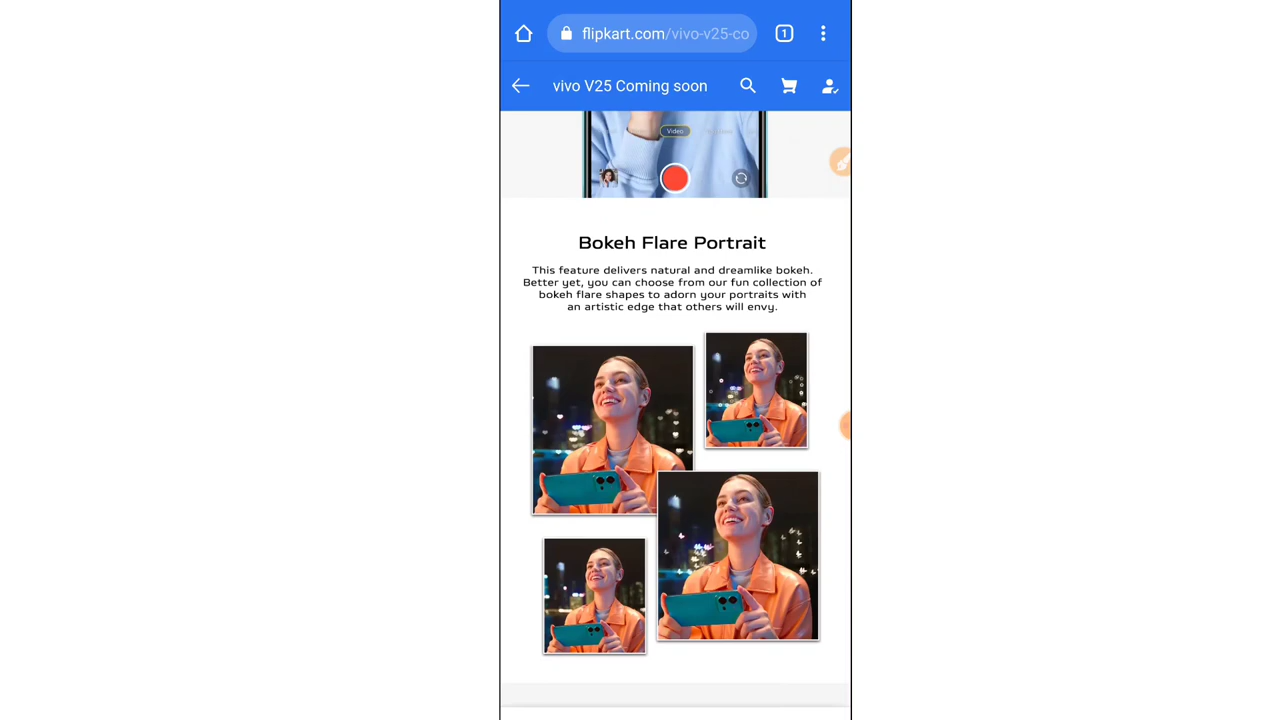 flipkart.com/vivo-v25-co
1
vivo V25 Coming soon
Video
Bokeh Flare Portrait
This feature delivers natural and dreamlike bokeh.
Better yet, you can choose from our fun collection of
bokeh flare shapes to adorn your portraits with
an artistic edge that others will envy.